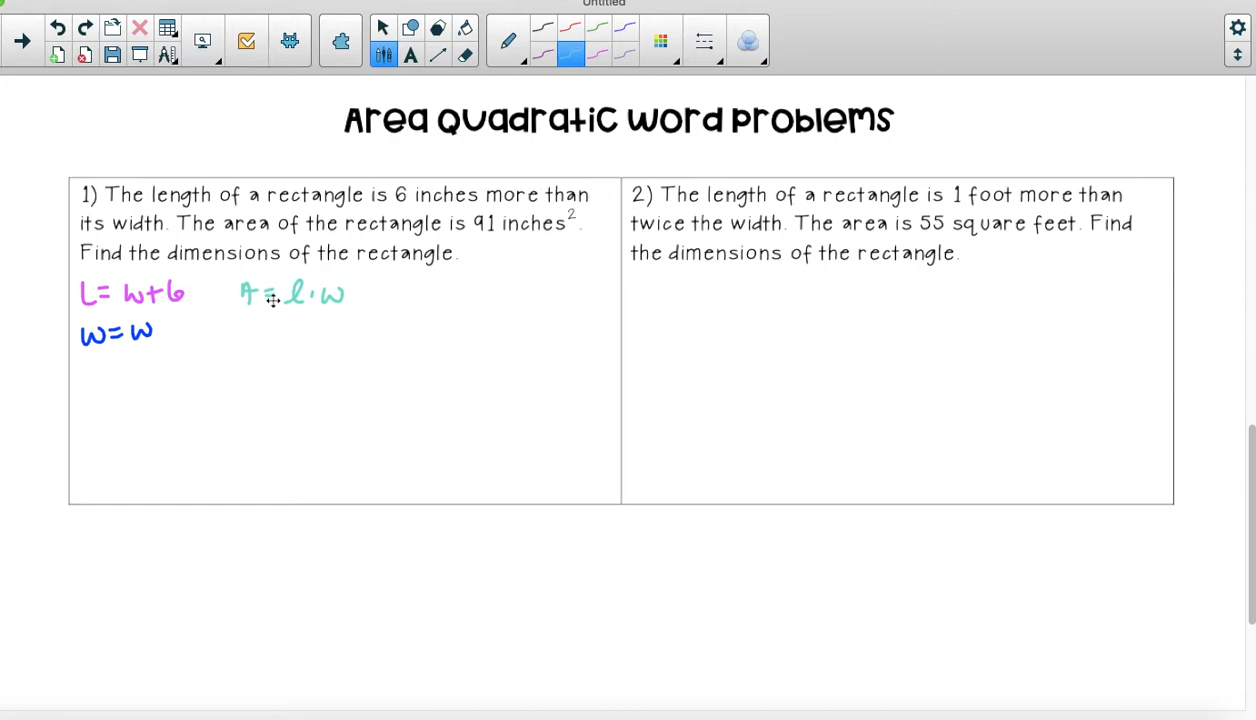 Untitled
Area Quadratic Word Problems
1) The length of a rectangle is 6 inches more than
its width. The area of the rectangle is 91 inches².
Find the dimensions of the rectangle.
L= w+6 A= l·w
w=w
2) The length of a rectangle is 1 foot more than
twice the width. The area is 55 square feet. Find
the dimensions of the rectangle.